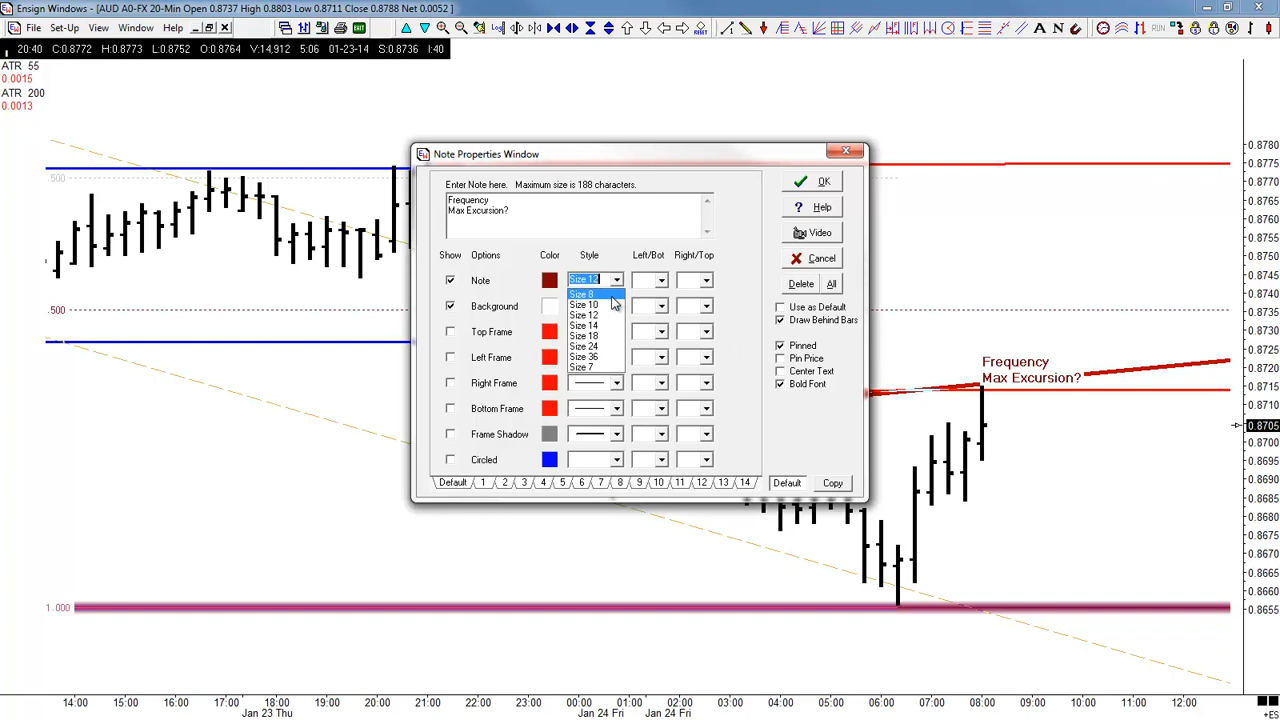 Ensign Windows - [AUD A0-FX 20-Min Open 0.8737 High 0.8803 Low 0.8711 Close 0.8788 Net 0.0052 ]
File Set-Up View Window Help EXIT Log RESET RUN
20:40 C:0.8772 H:0.8773 L:0.8752 O:0.8764 V:14,912 5:06 01-23-14 S:0.8736 I:40
ATR 55
0.0015
ATR 200
0.0013
.500
.500
1.000
Note Properties Window
Enter Note here. Maximum size is 188 characters.
Frequency
Max Excursion?
Show Options Color Style Left/Bot Right/Top
Note Size 12
Background
Top Frame
Left Frame
Right Frame
Bottom Frame
Frame Shadow
Circled
Size 8
Size 10
Size 12
Size 14
Size 18
Size 24
Size 36
Size 7
OK
? Help
Video
Cancel
Delete All
Use as Default
Draw Behind Bars
Pinned
Pin Price
Center Text
Bold Font
Default 1 2 3 4 5 6 7 8 9 10 11 12 13 14
Default Copy
Frequency
Max Excursion?
0.8780
0.8775
0.8770
0.8765
0.8760
0.8755
0.8750
0.8745
0.8740
0.8735
0.8730
0.8725
0.8720
0.8715
0.8710
0.8705
0.8700
0.8695
0.8690
0.8685
0.8680
0.8675
0.8670
0.8665
0.8660
0.8655
14:00 15:00 16:00 17:00 18:00 19:00 20:00 21:00 22:00 23:00 00:00 01:00 02:00 03:00 04:00 05:00 06:00 07:00 08:00 09:00 10:00 11:00 12:00
Jan 23 Thu Jan 24 Fri Jan 24 Fri
+ES